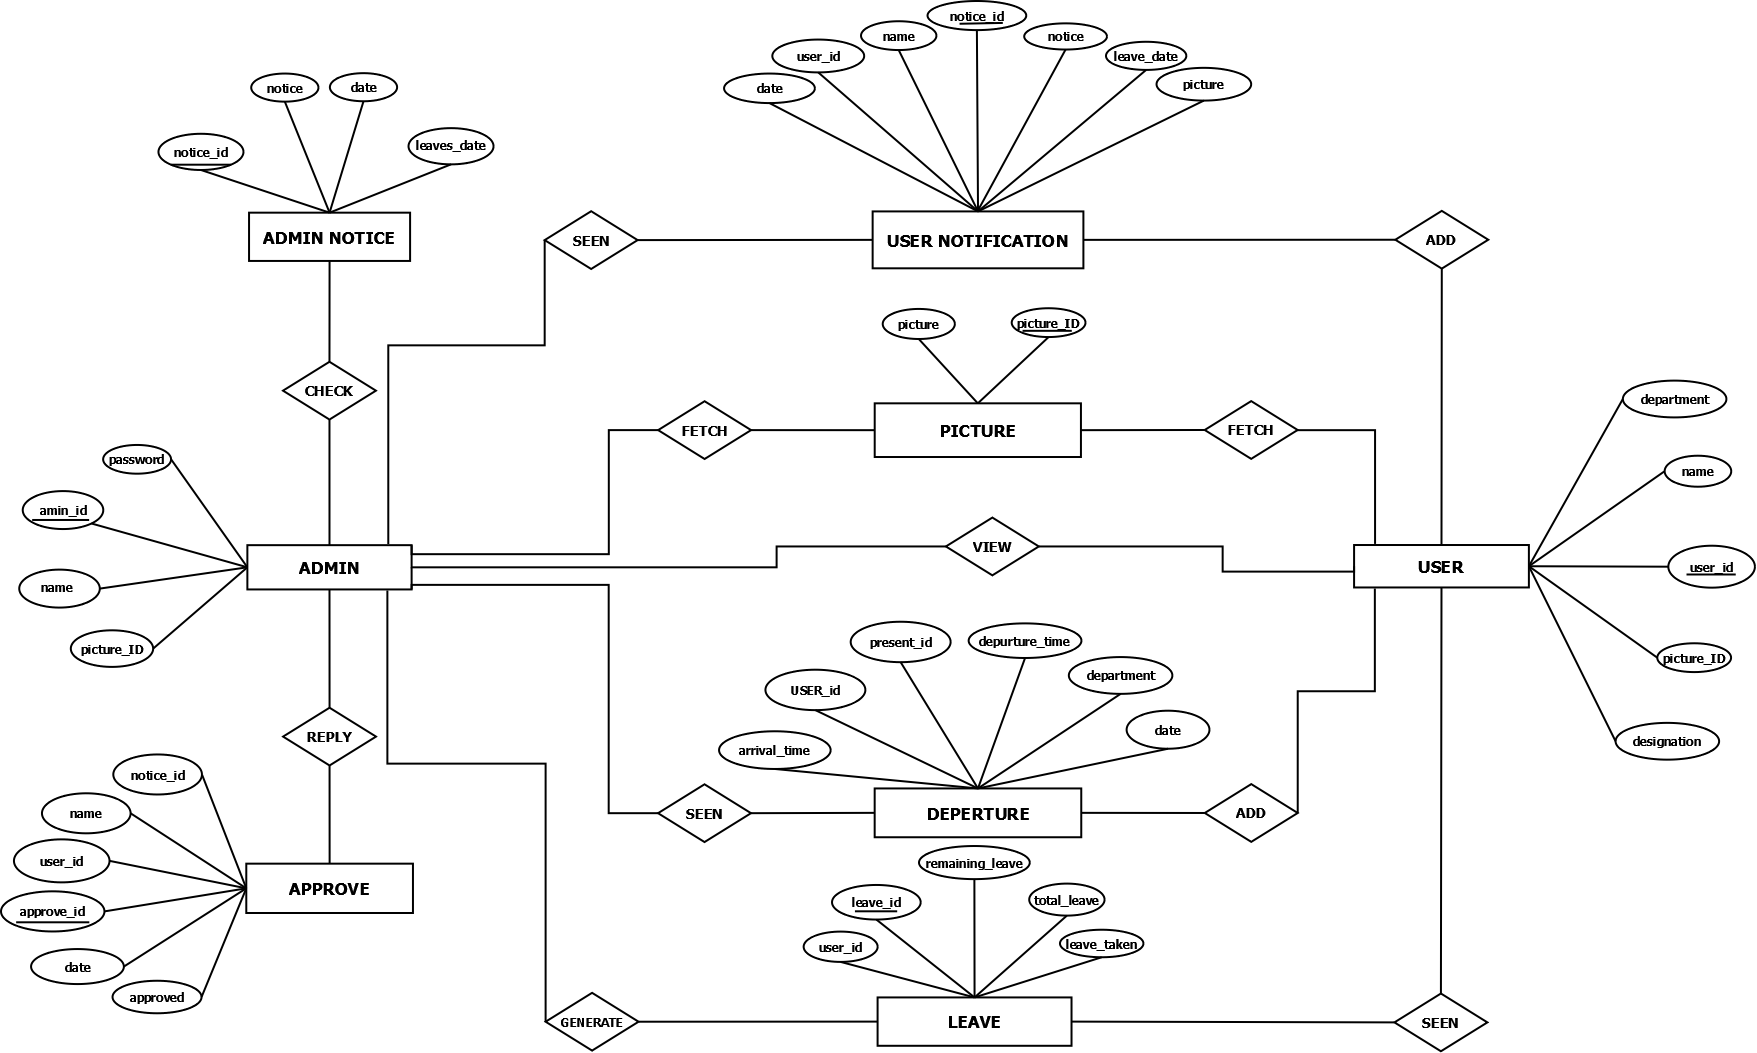 notice_id
name
notice
user_id
leave_date
date
picture
notice
date
notice_id
leaves_date
ADMIN NOTICE
SEEN
USER NOTIFICATION
ADD
picture
picture_ID
CHECK
FETCH
PICTURE
FETCH
department
password
name
amin_id
VIEW
ADMIN
USER
user_id
name
picture_ID
present_id
depurture_time
picture_ID
USER_id
department
REPLY
arrival_time
date
designation
notice_id
name
SEEN
DEPERTURE
ADD
user_id
remaining_leave
APPROVE
leave_id
total_leave
approve_id
user_id
leave_taken
date
approved
GENERATE
LEAVE
SEEN